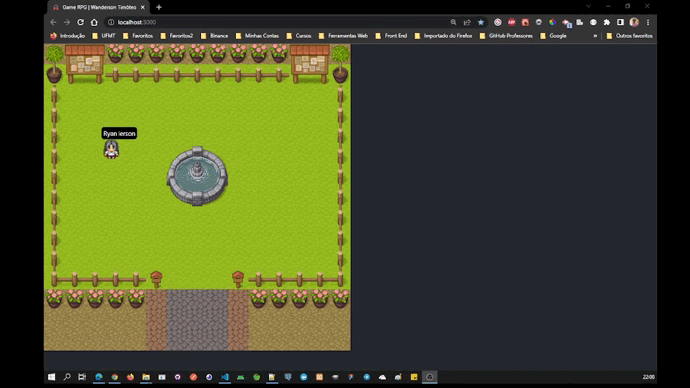 Game RPG | Wanderson Timóteo
localhost:3000
Introdução
UFMT
Favoritos
Favoritos2
Binance
Minhas Contas
Cursos
Ferramentas Web
Front End
Importado do Firefox
GitHub Professores
Google
»
Outros favoritos
Ryan ierson
22:00